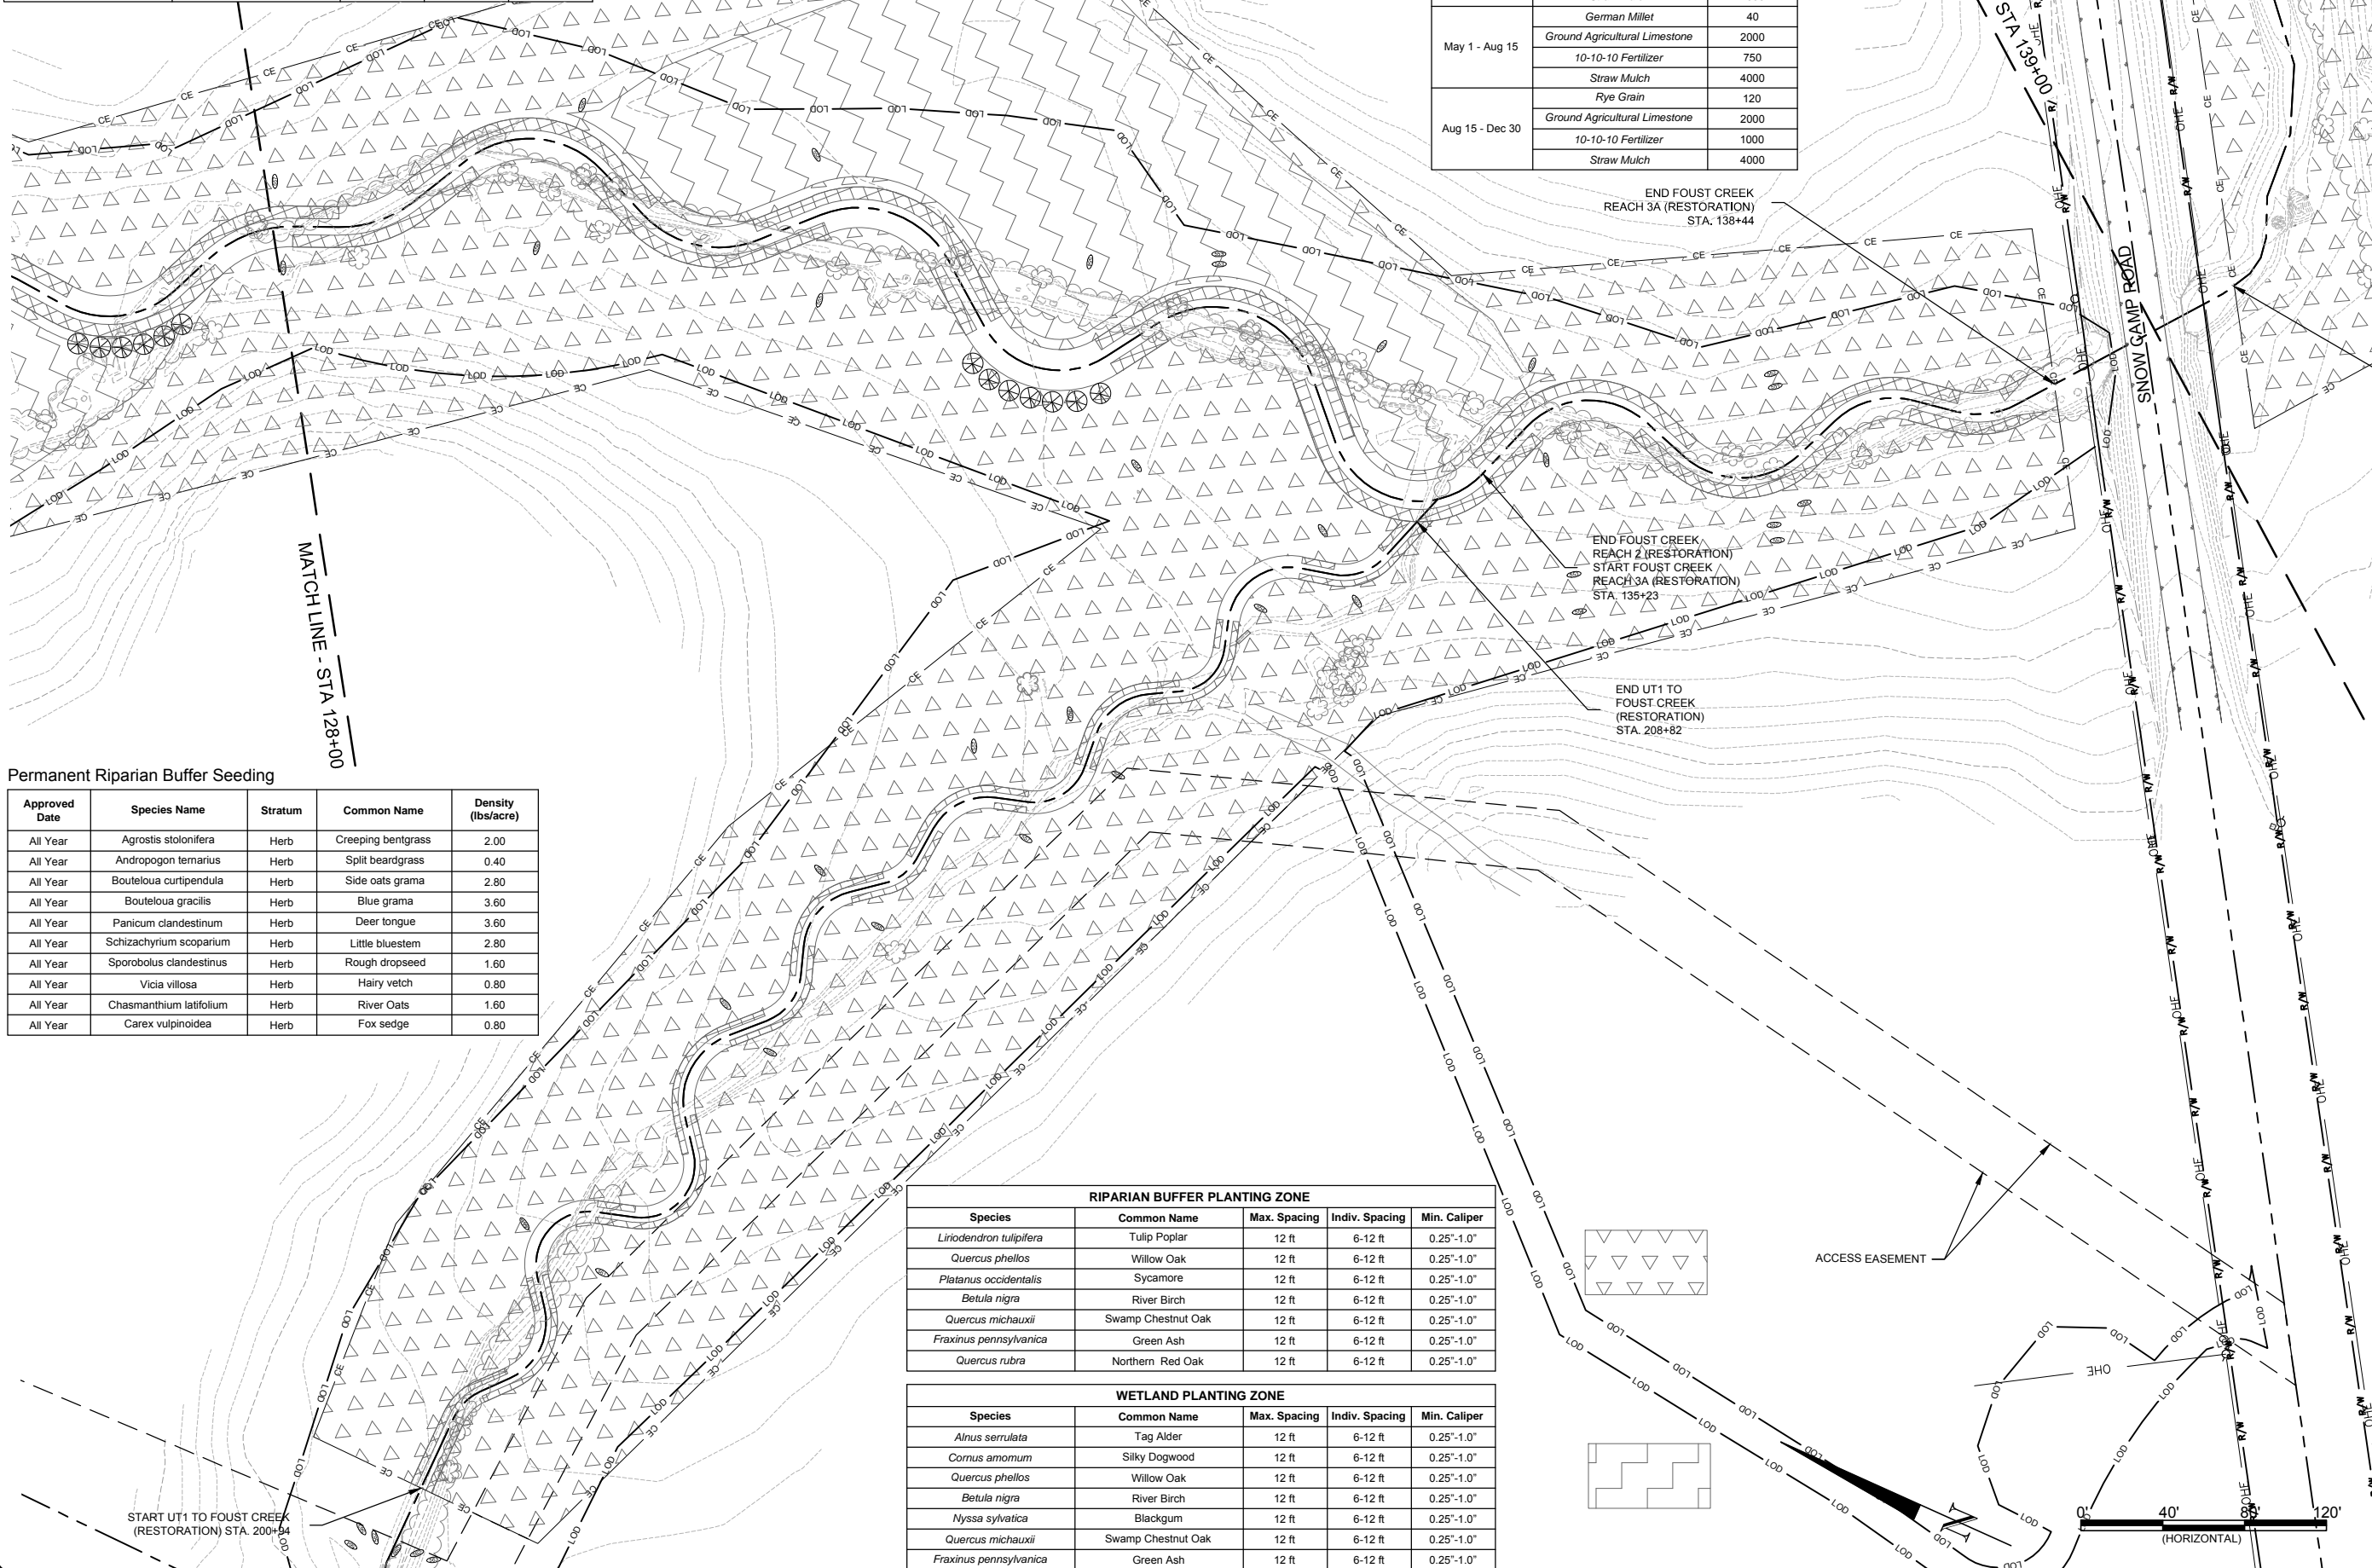 German Millet 40
May 1 - Aug 15 Ground Agricultural Limestone 2000
10-10-10 Fertilizer 750
Straw Mulch 4000
Rye Grain 120
Aug 15 - Dec 30 Ground Agricultural Limestone 2000
10-10-10 Fertilizer 1000
Straw Mulch 4000
STA 139+00
END FOUST CREEK
REACH 3A (RESTORATION)
STA. 138+44
SNOW CAMP ROAD
END FOUST CREEK
REACH 2 (RESTORATION)
START FOUST CREEK
REACH 3A (RESTORATION)
STA. 135+23
END UT1 TO
FOUST CREEK
(RESTORATION)
STA. 208+82
MATCH LINE - STA 128+00
Permanent Riparian Buffer Seeding
Approved Date Species Name Stratum Common Name Density (lbs/acre)
All Year Agrostis stolonifera Herb Creeping bentgrass 2.00
All Year Andropogon ternarius Herb Split beardgrass 0.40
All Year Bouteloua curtipendula Herb Side oats grama 2.80
All Year Bouteloua gracilis Herb Blue grama 3.60
All Year Panicum clandestinum Herb Deer tongue 3.60
All Year Schizachyrium scoparium Herb Little bluestem 2.80
All Year Sporobolus clandestinus Herb Rough dropseed 1.60
All Year Vicia villosa Herb Hairy vetch 0.80
All Year Chasmanthium latifolium Herb River Oats 1.60
All Year Carex vulpinoidea Herb Fox sedge 0.80
RIPARIAN BUFFER PLANTING ZONE
Species Common Name Max. Spacing Indiv. Spacing Min. Caliper
Liriodendron tulipifera Tulip Poplar 12 ft 6-12 ft 0.25"-1.0"
Quercus phellos Willow Oak 12 ft 6-12 ft 0.25"-1.0"
Platanus occidentalis Sycamore 12 ft 6-12 ft 0.25"-1.0"
Betula nigra River Birch 12 ft 6-12 ft 0.25"-1.0"
Quercus michauxii Swamp Chestnut Oak 12 ft 6-12 ft 0.25"-1.0"
Fraxinus pennsylvanica Green Ash 12 ft 6-12 ft 0.25"-1.0"
Quercus rubra Northern Red Oak 12 ft 6-12 ft 0.25"-1.0"
WETLAND PLANTING ZONE
Species Common Name Max. Spacing Indiv. Spacing Min. Caliper
Alnus serrulata Tag Alder 12 ft 6-12 ft 0.25"-1.0"
Cornus amomum Silky Dogwood 12 ft 6-12 ft 0.25"-1.0"
Quercus phellos Willow Oak 12 ft 6-12 ft 0.25"-1.0"
Betula nigra River Birch 12 ft 6-12 ft 0.25"-1.0"
Nyssa sylvatica Blackgum 12 ft 6-12 ft 0.25"-1.0"
Quercus michauxii Swamp Chestnut Oak 12 ft 6-12 ft 0.25"-1.0"
Fraxinus pennsylvanica Green Ash 12 ft 6-12 ft 0.25"-1.0"
ACCESS EASEMENT
START UT1 TO FOUST CREEK
(RESTORATION) STA. 200+94
N
0' 40' 80' 120'
(HORIZONTAL)
CE
LOD
OHE
R/W